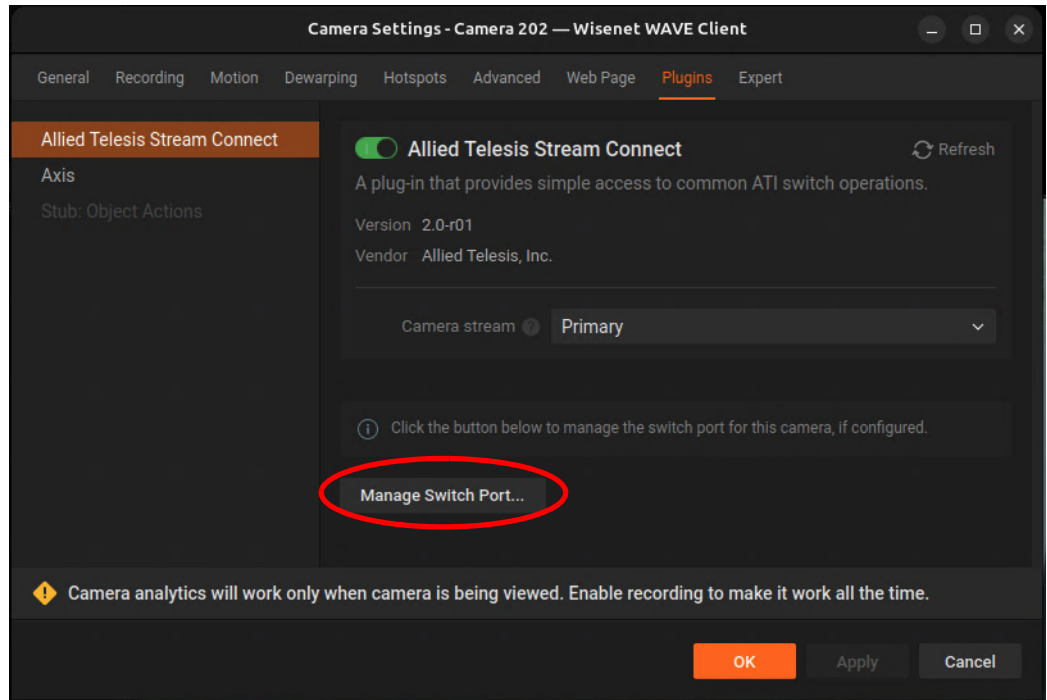 Camera Settings - Camera 202 — Wisenet WAVE Client
General Recording Motion Dewarping Hotspots Advanced Web Page Plugins Expert
Allied Telesis Stream Connect
Axis
Stub: Object Actions
Allied Telesis Stream Connect
Refresh
A plug-in that provides simple access to common ATI switch operations.
Version 2.0-r01
Vendor Allied Telesis, Inc.
Camera stream ? Primary
Click the button below to manage the switch port for this camera, if configured.
Manage Switch Port...
Camera analytics will work only when camera is being viewed. Enable recording to make it work all the time.
OK Apply Cancel